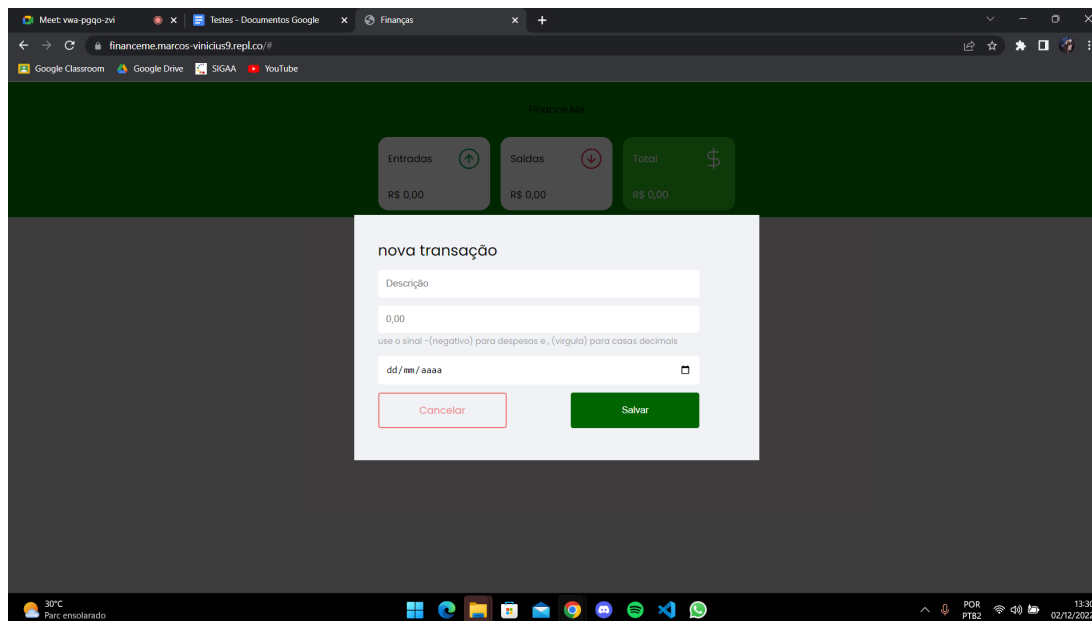 Meet: vwa-pgqo-zvi
Testes - Documentos Google
Finanças
financeme.marcos-vinicius9.repl.co/#
Google Classroom Google Drive SIGAA YouTube
Finance.Me
Entradas Saídas Total
R$ 0,00 R$ 0,00 R$ 0,00
nova transação
Descrição
0,00
use o sinal -(negativo) para despesas e , (virgula) para casas decimais
dd/mm/aaaa
Cancelar Salvar
30°C
Parc ensolarado
POR
PTB2
13:30
02/12/2022